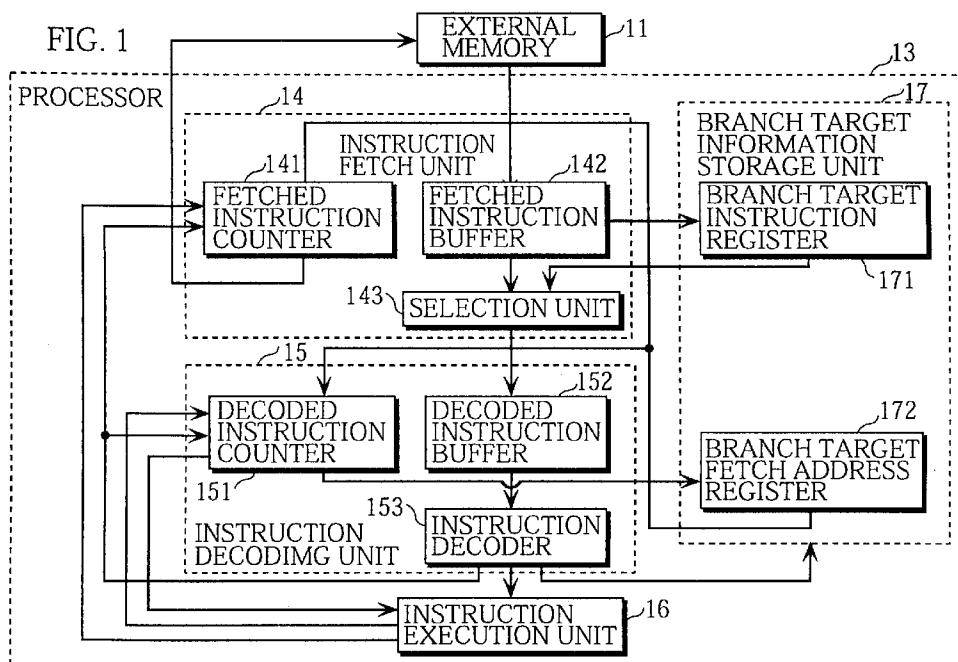 FIG. 1
EXTERNAL
MEMORY
11
13
PROCESSOR
14
17
INSTRUCTION
FETCH UNIT
BRANCH TARGET
INFORMATION
STORAGE UNIT
141
FETCHED
INSTRUCTION
COUNTER
142
FETCHED
INSTRUCTION
BUFFER
BRANCH TARGET
INSTRUCTION
REGISTER
171
143
SELECTION UNIT
15
152
DECODED
INSTRUCTION
COUNTER
151
DECODED
INSTRUCTION
BUFFER
172
BRANCH TARGET
FETCH ADDRESS
REGISTER
153
INSTRUCTION
DECODER
INSTRUCTION
DECODIMG UNIT
INSTRUCTION
EXECUTION UNIT
16